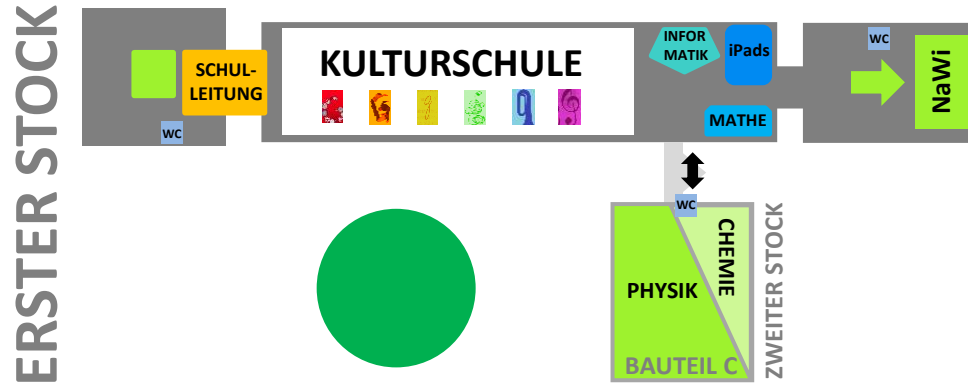 ERSTER STOCK
SCHUL-
LEITUNG
WC
KULTURSCHULE
INFOR
MATIK
iPads
MATHE
WC
NaWi
WC
PHYSIK
CHEMIE
BAUTEIL C
ZWEITER STOCK